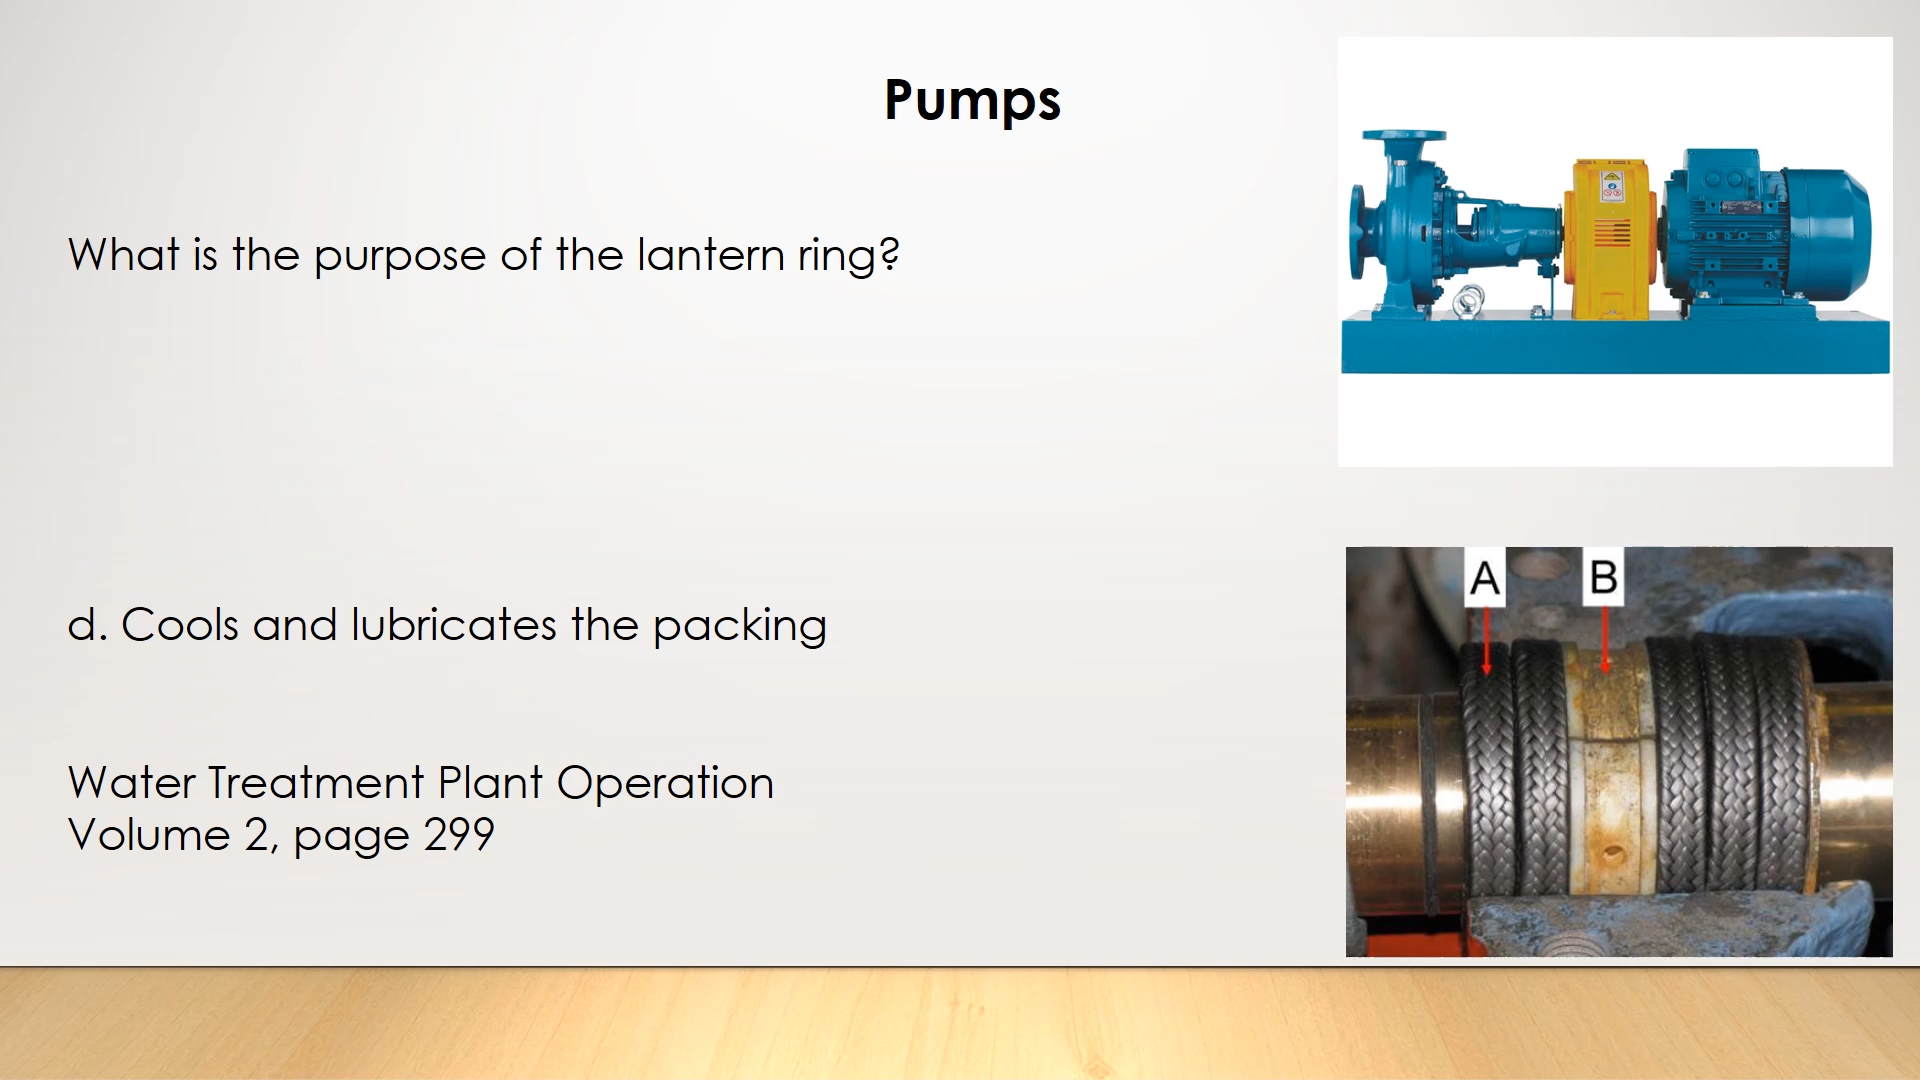 Pumps
What is the purpose of the lantern ring?
d. Cools and lubricates the packing
Water Treatment Plant Operation
Volume 2, page 299
A
B